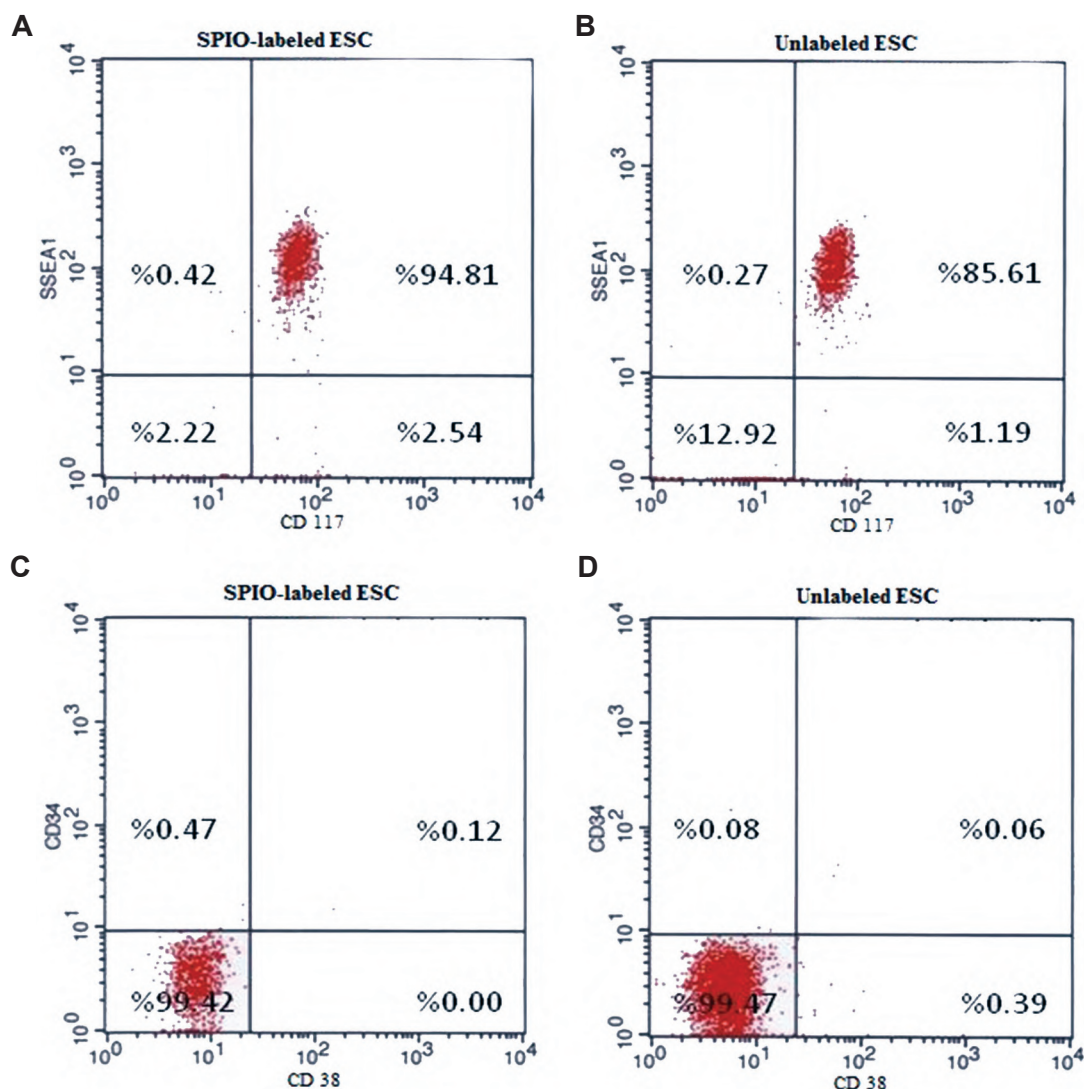 A
SPIO-labeled ESC
10^4
10^3
10^2
10^1
10^0
SSEA1
%0.42
%94.81
%2.22
%2.54
10^0 10^1 10^2 10^3 10^4
CD 117
B
Unlabeled ESC
10^4
10^3
10^2
10^1
10^0
SSEA1
%0.27
%85.61
%12.92
%1.19
10^0 10^1 10^2 10^3 10^4
CD 117
C
SPIO-labeled ESC
10^4
10^3
10^2
10^1
10^0
CD34
%0.47
%0.12
%99.42
%0.00
10^0 10^1 10^2 10^3 10^4
CD 38
D
Unlabeled ESC
10^4
10^3
10^2
10^1
10^0
CD34
%0.08
%0.06
%99.47
%0.39
10^0 10^1 10^2 10^3 10^4
CD 38